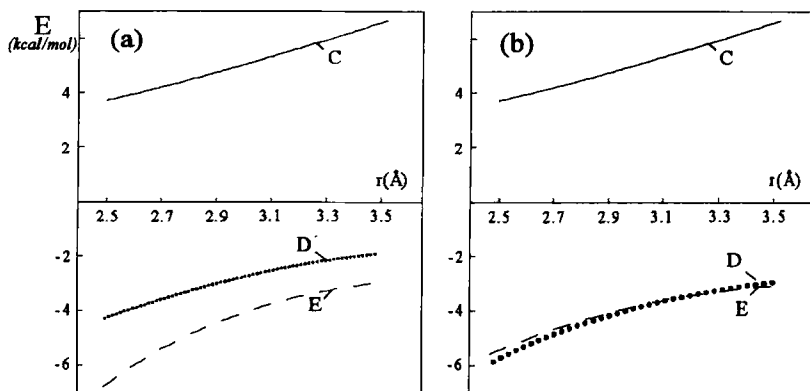 E
(kcal/mol)
(a)
C
4
2
r(Å)
2.5 2.7 2.9 3.1 3.3 3.5
D
-2
-4
E
-6
(b)
C
4
2
r(Å)
2.5 2.7 2.9 3.1 3.3 3.5
-2
D
-4
E
-6